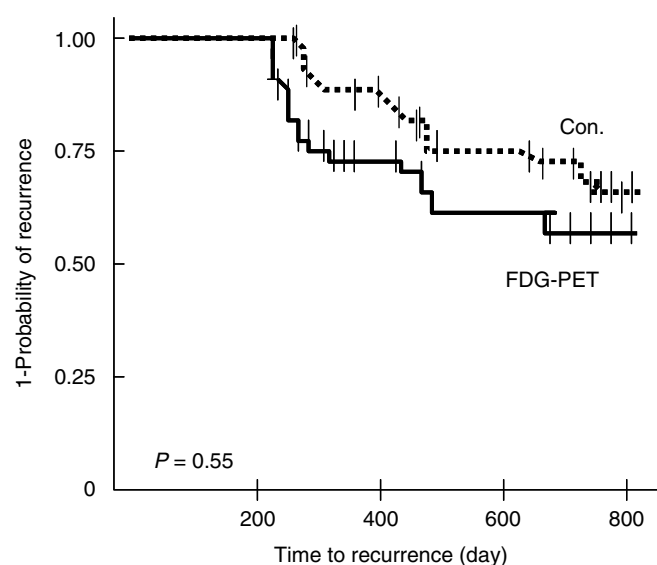 1.00
0.75
0.50
0.25
0
1-Probability of recurrence
Con.
FDG-PET
P = 0.55
200 400 600 800
Time to recurrence (day)